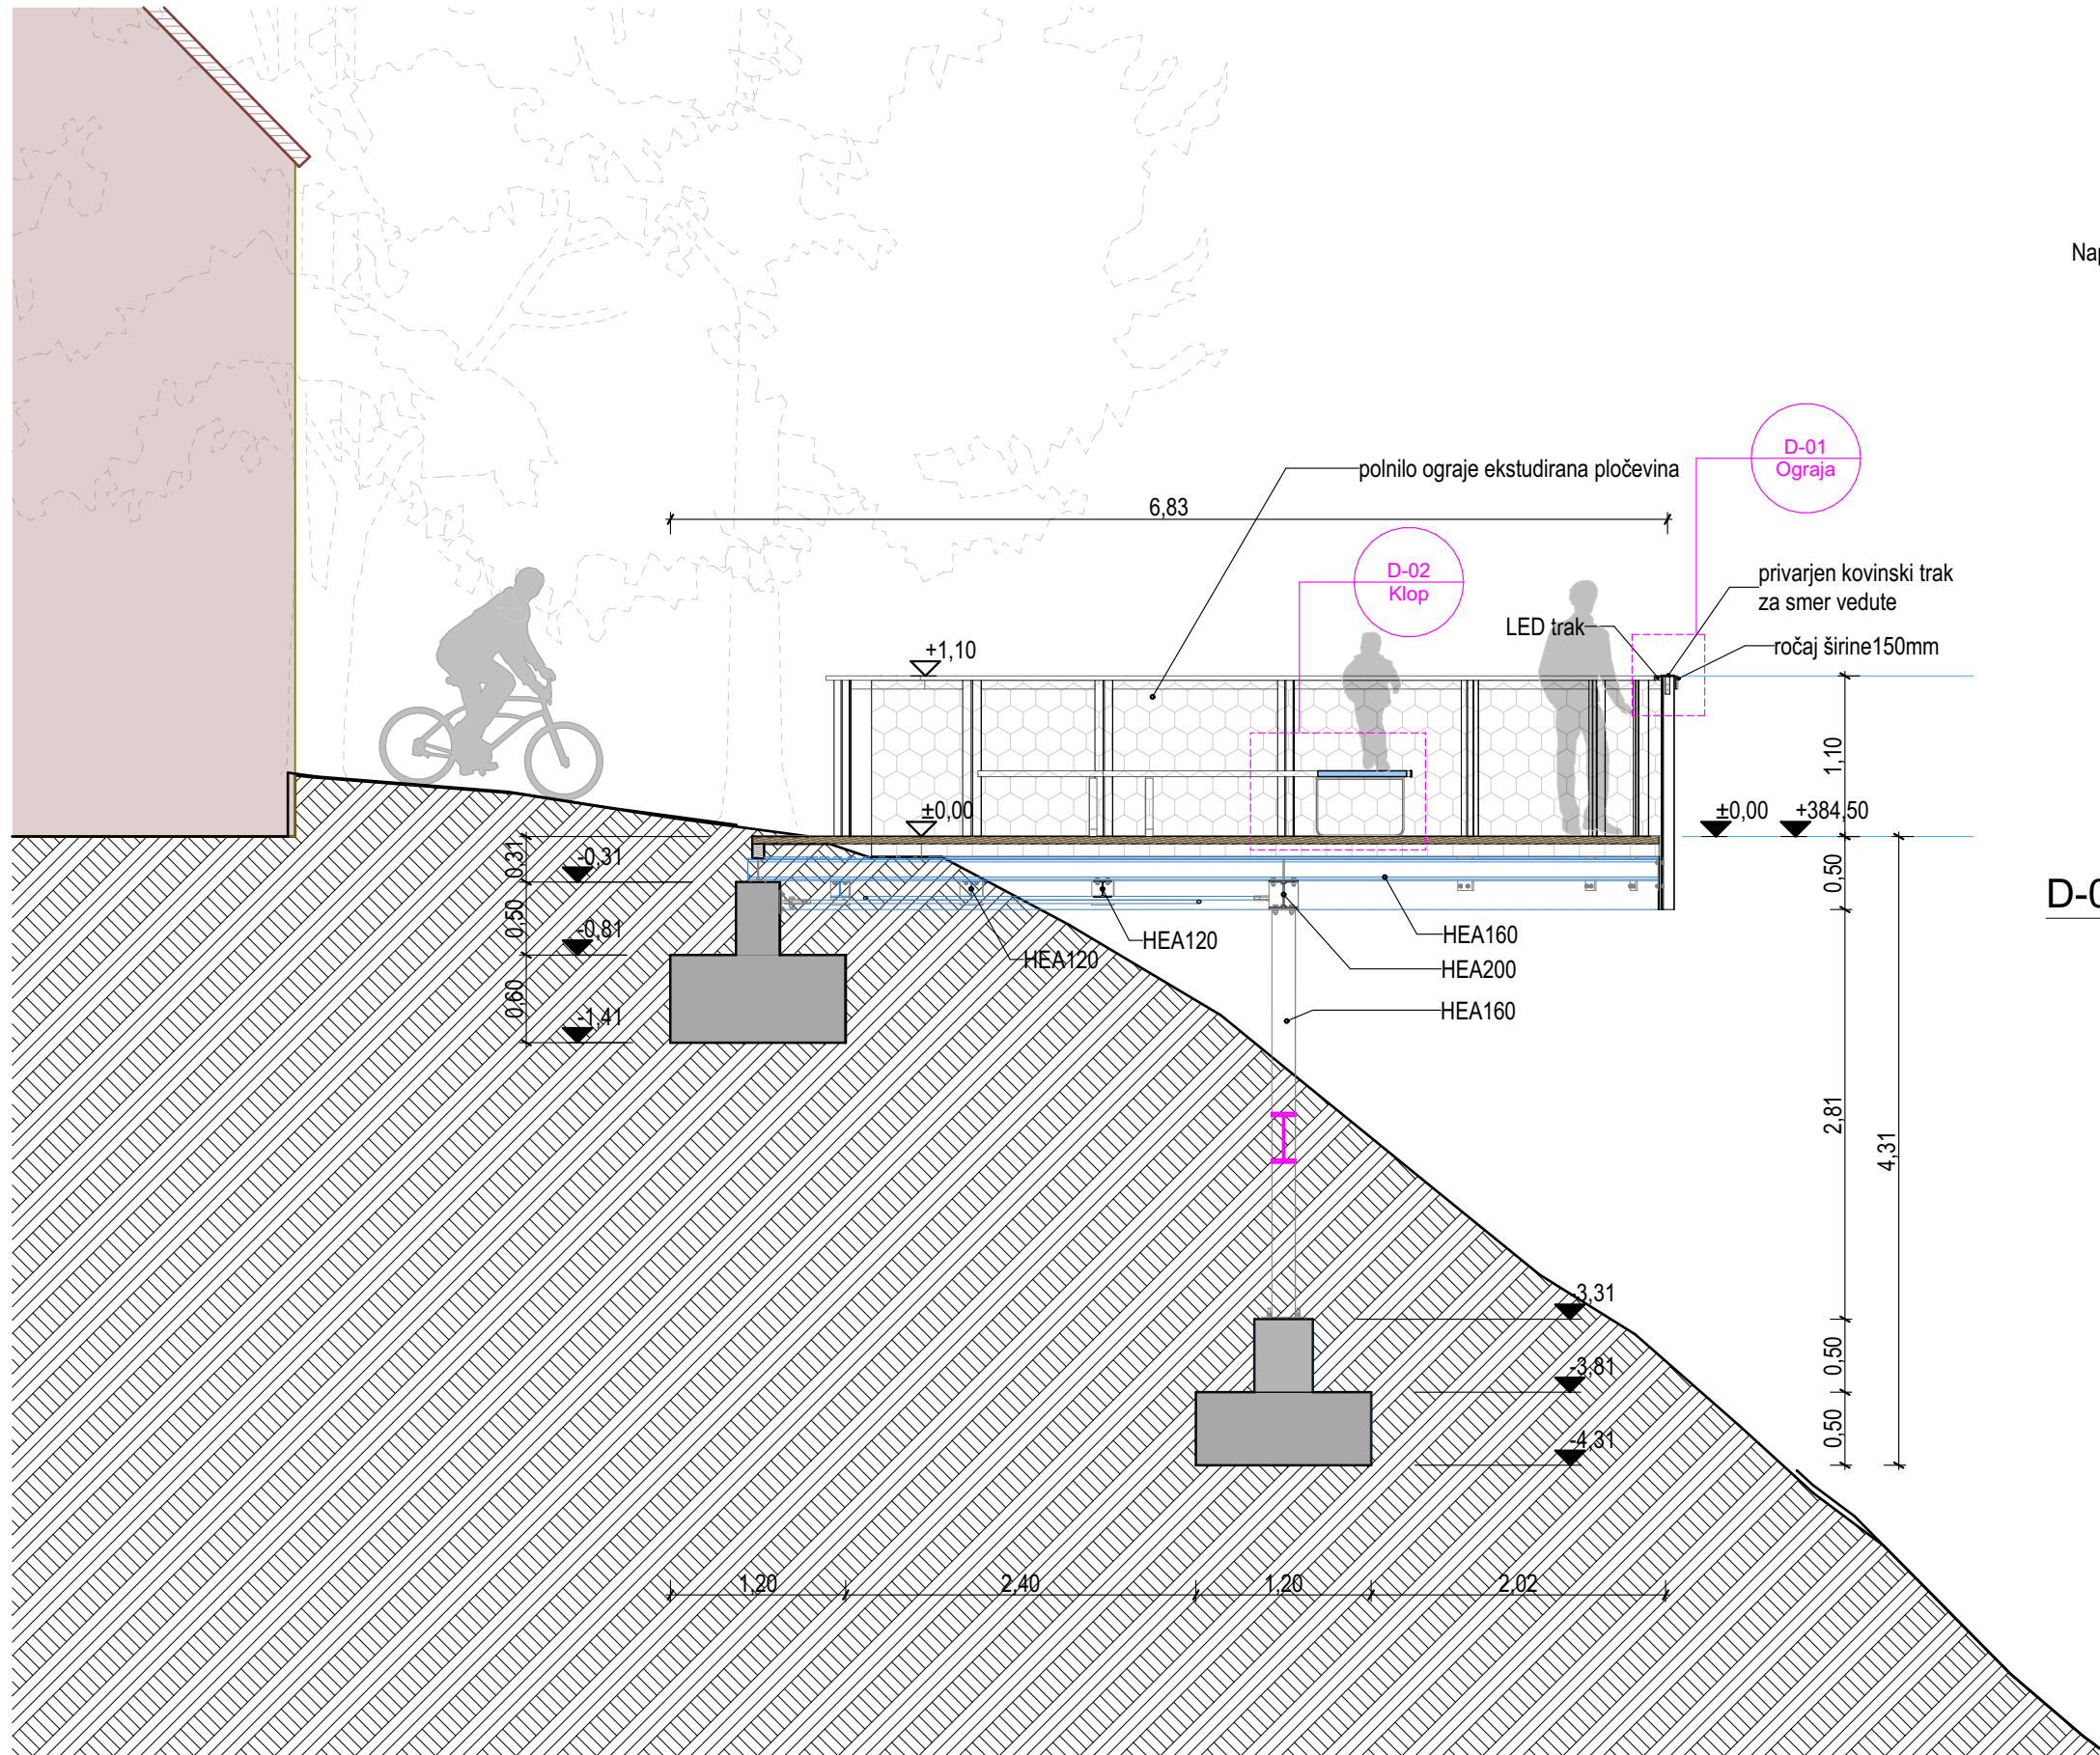 Nap
D-01
Ograja
polnilo ograje ekstudirana pločevina
6,83
D-02
Klop
privarjen kovinski trak
za smer vedute
LED trak
ročaj širine150mm
+1,10
1,10
±0,00
±0,00
+384,50
0,31
-0,31
0,50
D-0
0,50
-0,81
HEA120
HEA120
HEA160
HEA200
HEA160
0,60
-1,41
2,81
4,31
-3,31
0,50
-3,81
0,50
-4,31
1,20
2,40
1,20
2,02